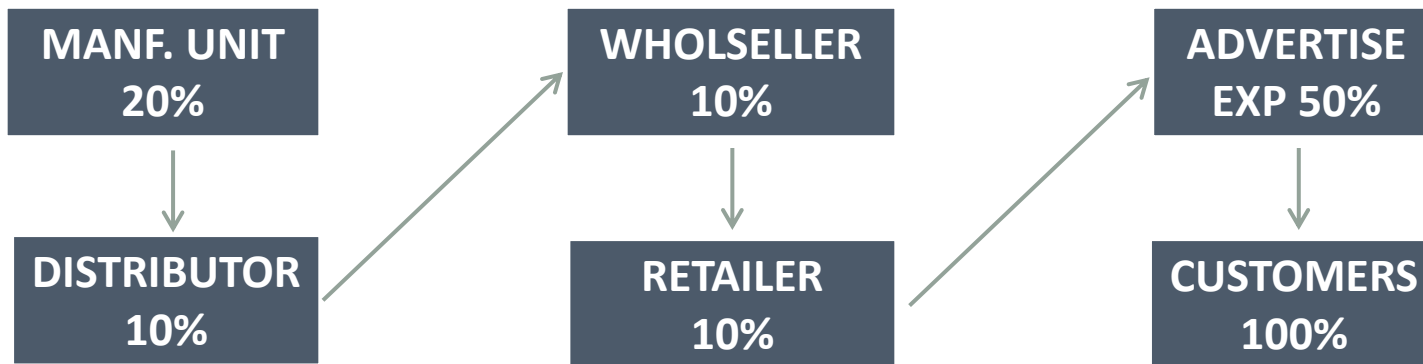 MANF. UNIT
20%
DISTRIBUTOR
10%
WHOLSELLER
10%
RETAILER
10%
ADVERTISE
EXP 50%
CUSTOMERS
100%